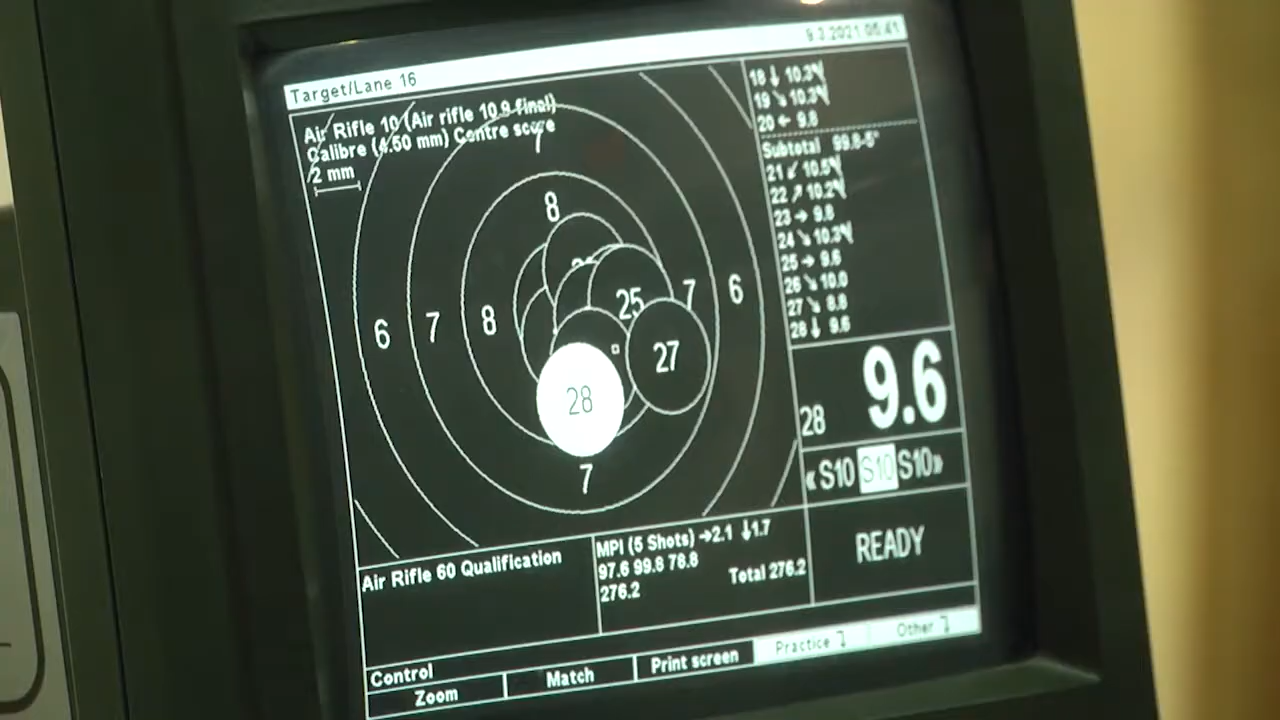 Target/Lane 16
9.3.2021 06:41
Air Rifle 10 (Air rifle 10.9 final)
Calibre (4.50 mm) Centre score
2 mm
7
8
6 7 8
25
7 6
27
28
7
18 ↓ 10.3
19 ↘ 10.3
20 ← 9.8
Subtotal
21 ↙ 10.5
22 ↗ 10.2
23 → 9.8
24 ↘ 10.3
25 → 9.6
26 ↘ 10.0
27 ↘ 8.8
28 ↓ 9.6
28 9.6
« S10 S10 S10 »
READY
Air Rifle 60 Qualification
MPI (5 Shots) →2.1 ↓1.7
97.6 99.8 78.8
276.2 Total 276.2
Control
Zoom Match Print screen Practice Other